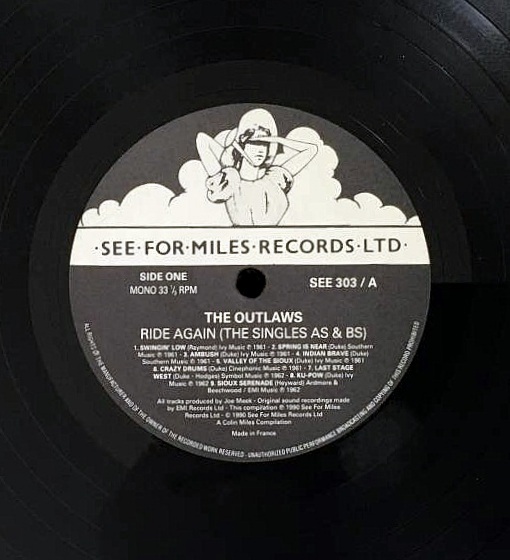 ·SEE·FOR·MILES·RECORDS·LTD·
SIDE ONE
MONO 33 ⅓ RPM
SEE 303 / A
THE OUTLAWS
RIDE AGAIN (THE SINGLES AS & BS)
1. SWINGIN' LOW (Raymond) Ivy Music ℗ 1961 · 2. SPRING IS NEAR (Duke) Southern
Music ℗ 1961 · 3. AMBUSH (Duke) Ivy Music ℗ 1961 · 4. INDIAN BRAVE (Duke)
Southern Music ℗ 1961 · 5. VALLEY OF THE SIOUX (Duke) Ivy Music ℗ 1961
6. CRAZY DRUMS (Duke) Cinephonic Music ℗ 1961 · 7. LAST STAGE
WEST (Duke - Hodges) Symbol Music ℗ 1962 · 8. KU-POW (Duke) Ivy
Music ℗ 1962 9. SIOUX SERENADE (Hayward) Ardmore &
Beechwood / EMI Music ℗ 1962
All tracks produced by Joe Meek - Original sound recordings made
by EMI Records Ltd - This compilation ℗ 1990 See For Miles
Records Ltd - © 1990 See For Miles Records Ltd
A Colin Miles Compilation
Made in France
ALL RIGHTS OF THE MANUFACTURER AND OF THE OWNER OF THE RECORDED WORK RESERVED · UNAUTHORIZED PUBLIC PERFORMANCE BROADCASTING AND COPYING OF THIS RECORD PROHIBITED